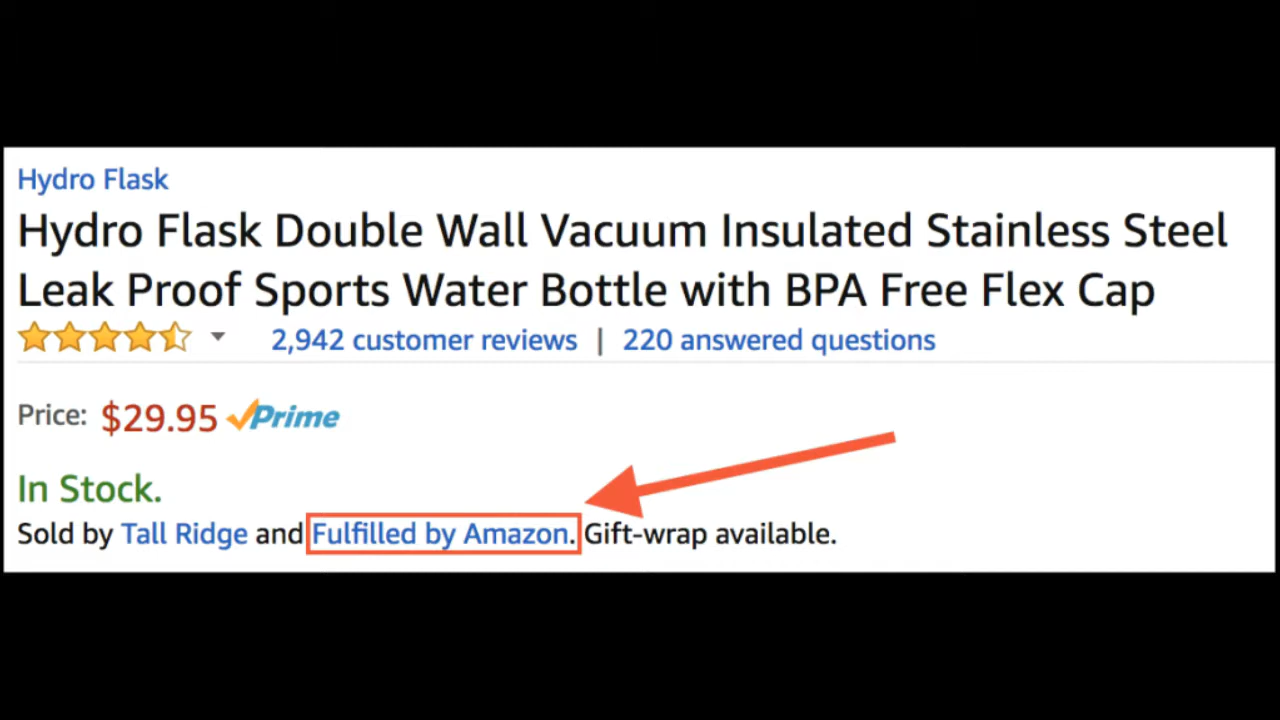 Hydro Flask
Hydro Flask Double Wall Vacuum Insulated Stainless Steel
Leak Proof Sports Water Bottle with BPA Free Flex Cap
2,942 customer reviews | 220 answered questions
Price: $29.95 Prime
In Stock.
Sold by Tall Ridge and Fulfilled by Amazon. Gift-wrap available.